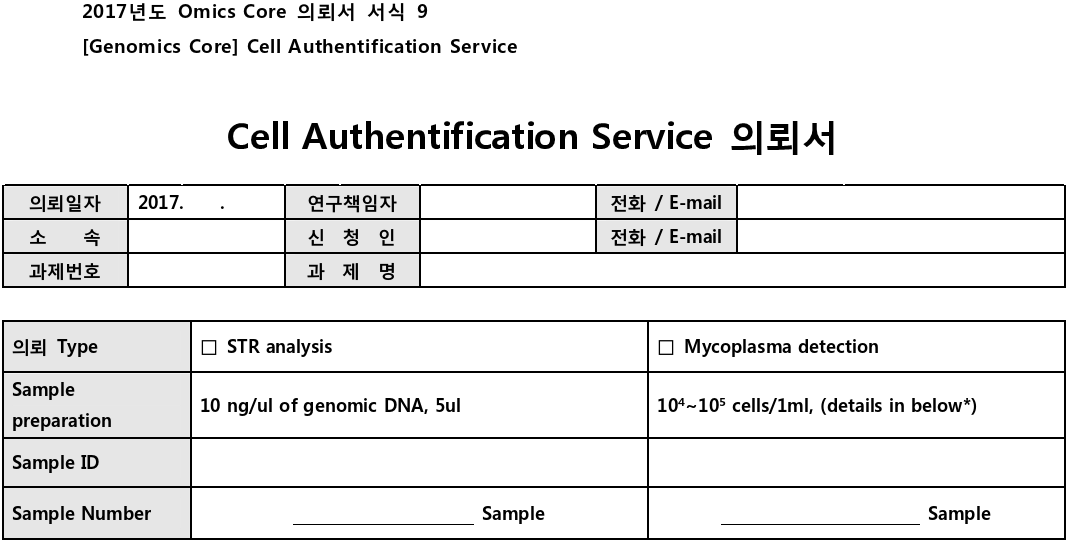 2017년도 Omics Core 의뢰서 서식 9
[Genomics Core] Cell Authentification Service
Cell Authentification Service 의뢰서
의뢰일자 2017. . 연구책임자 전화 / E-mail
소 속 신 청 인 전화 / E-mail
과제번호 과 제 명
의뢰 Type □ STR analysis □ Mycoplasma detection
Sample
preparation
10 ng/ul of genomic DNA, 5ul 10⁴~10⁵ cells/1ml, (details in below*)
Sample ID
Sample Number ____________________ Sample ____________________ Sample